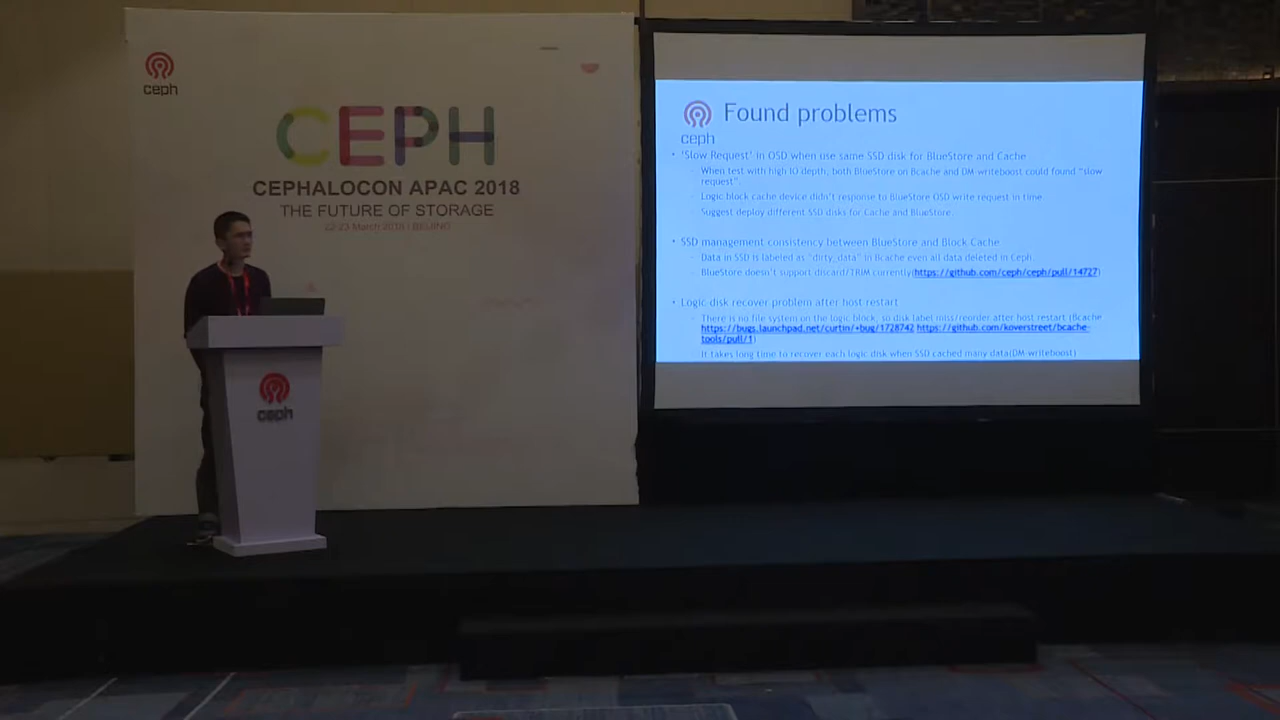 ceph
CEPH
CEPHALOCON APAC 2018
THE FUTURE OF STORAGE
22-23 March 2018 | BEIJING
ceph
ceph
Found problems
• 'Slow Request' in OSD when use same SSD disk for BlueStore and Cache
- When test with high IO depth, both BlueStore on Bcache and DM-writeboost could found "slow
request".
- Logic block cache device didn't response to BlueStore OSD write request in time
- Suggest deploy different SSD disks for Cache and BlueStore.
• SSD management consistency between BlueStore and Block Cache
- Data in SSD is labeled as "dirty_data" in Bcache even all data deleted in Ceph.
- BlueStore doesn't support discard/TRIM currently(https://github.com/ceph/ceph/pull/14727)
• Logic disk recover problem after host restart
- There is no file system on the logic block, so disk label miss/reorder after host restart (Bcache
https://bugs.launchpad.net/curtin/+bug/1728742 https://github.com/koverstreet/bcache-
tools/pull/1)
- It takes long time to recover each logic disk when SSD cached many data(DM-writeboost)